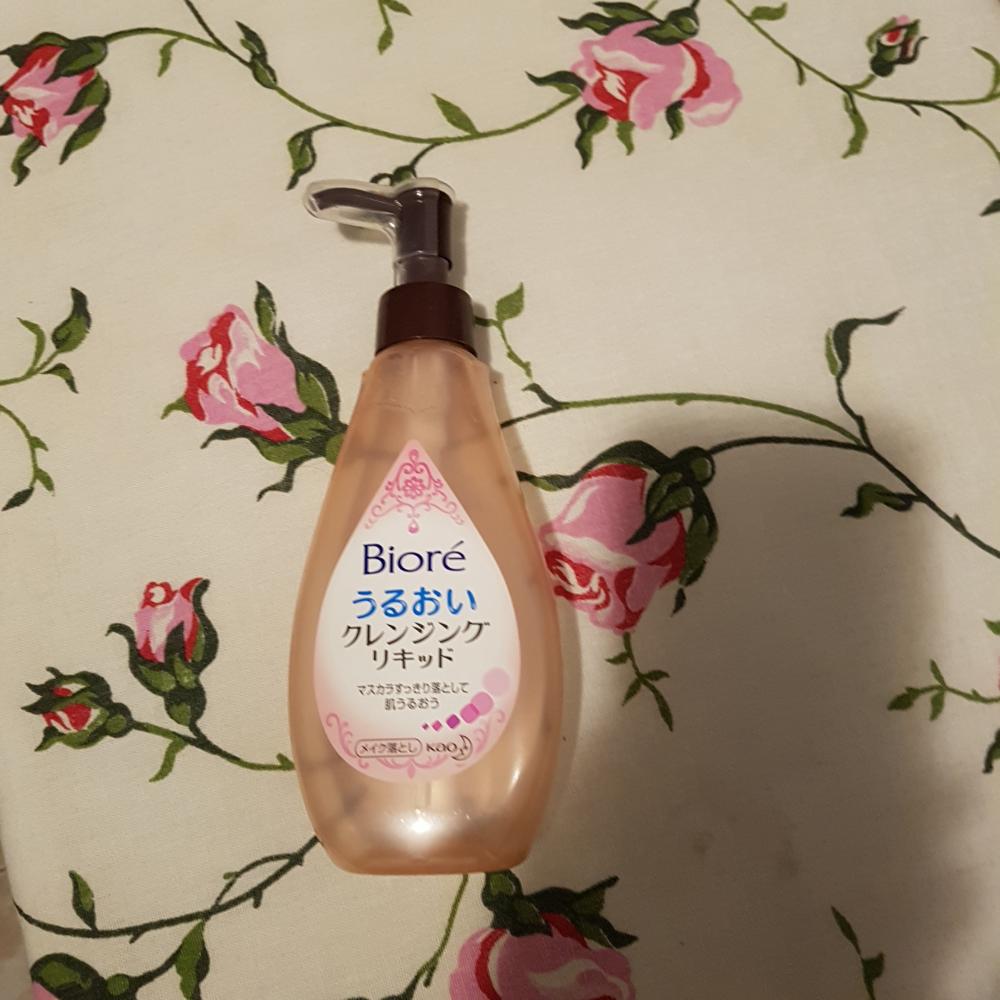 Bioré
うるおい
クレンジング
リキッド
マスカラすっきり落として
肌うるおう
メイク落とし Kao